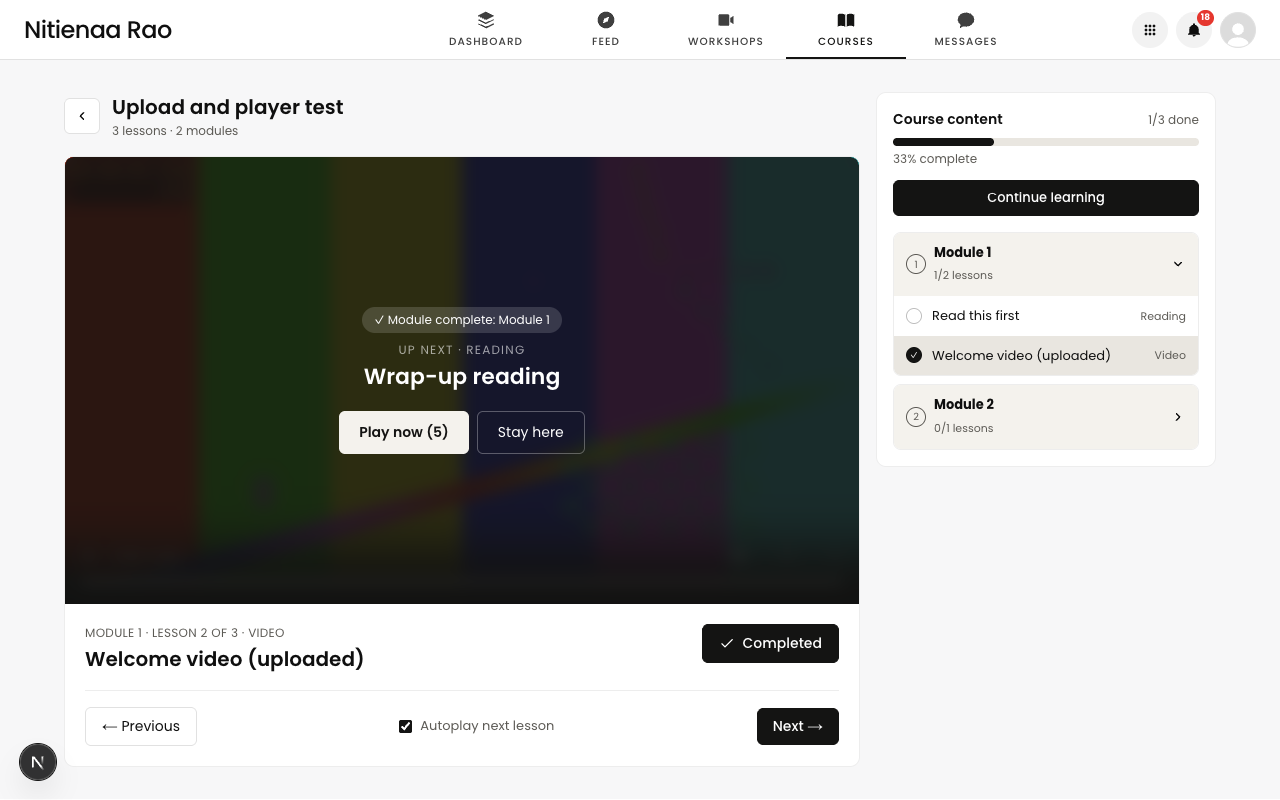 Nitienaa Rao
DASHBOARD
FEED
WORKSHOPS
COURSES
MESSAGES
18
Upload and player test
3 lessons · 2 modules
✓ Module complete: Module 1
UP NEXT · READING
Wrap-up reading
Play now (5)
Stay here
MODULE 1 · LESSON 2 OF 3 · VIDEO
Welcome video (uploaded)
✓ Completed
← Previous
Autoplay next lesson
Next →
Course content
1/3 done
33% complete
Continue learning
1
Module 1
1/2 lessons
Read this first
Reading
Welcome video (uploaded)
Video
2
Module 2
0/1 lessons
N